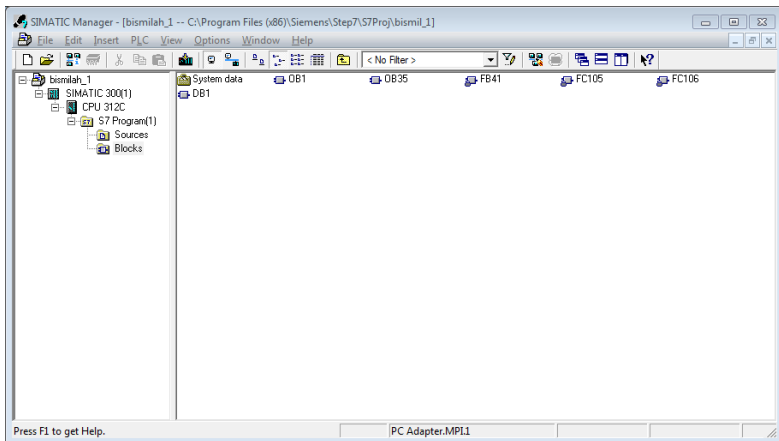 SIMATIC Manager - [bismilah_1 -- C:\Program Files (x86)\Siemens\Step7\S7Proj\bismil_1]
File Edit Insert PLC View Options Window Help
< No Filter >
bismilah_1
SIMATIC 300(1)
CPU 312C
S7 Program(1)
Sources
Blocks
System data OB1 OB35 FB41 FC105 FC106
DB1
Press F1 to get Help. PC Adapter.MPI.1